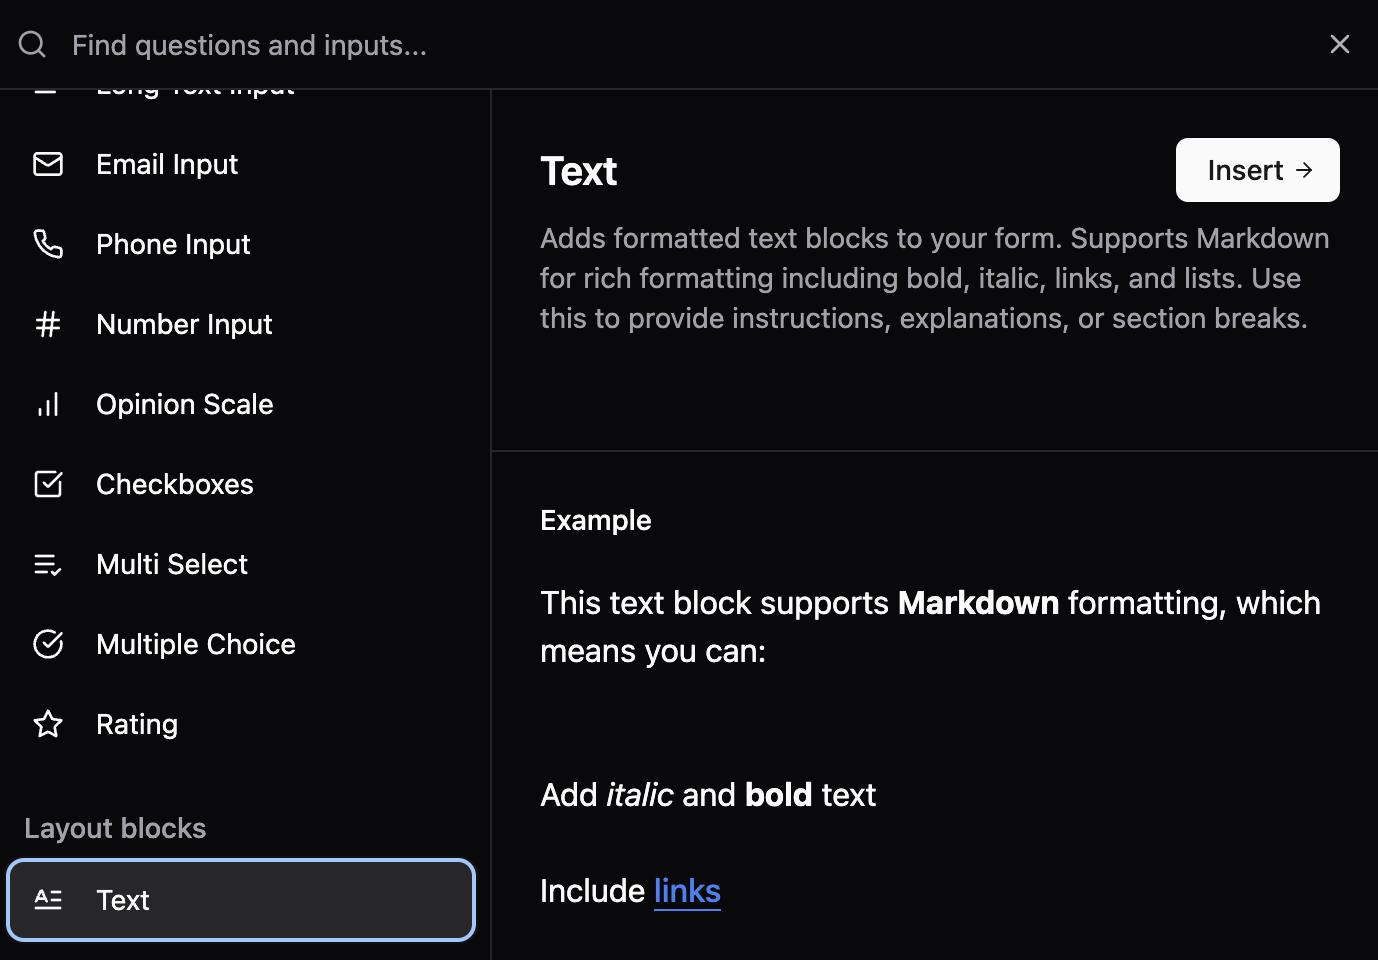 Find questions and inputs...
Long Text Input
Email Input
Phone Input
Number Input
Opinion Scale
Checkboxes
Multi Select
Multiple Choice
Rating
Layout blocks
Text
Text
Insert →
Adds formatted text blocks to your form. Supports Markdown
for rich formatting including bold, italic, links, and lists. Use
this to provide instructions, explanations, or section breaks.
Example
This text block supports Markdown formatting, which
means you can:
Add italic and bold text
Include links